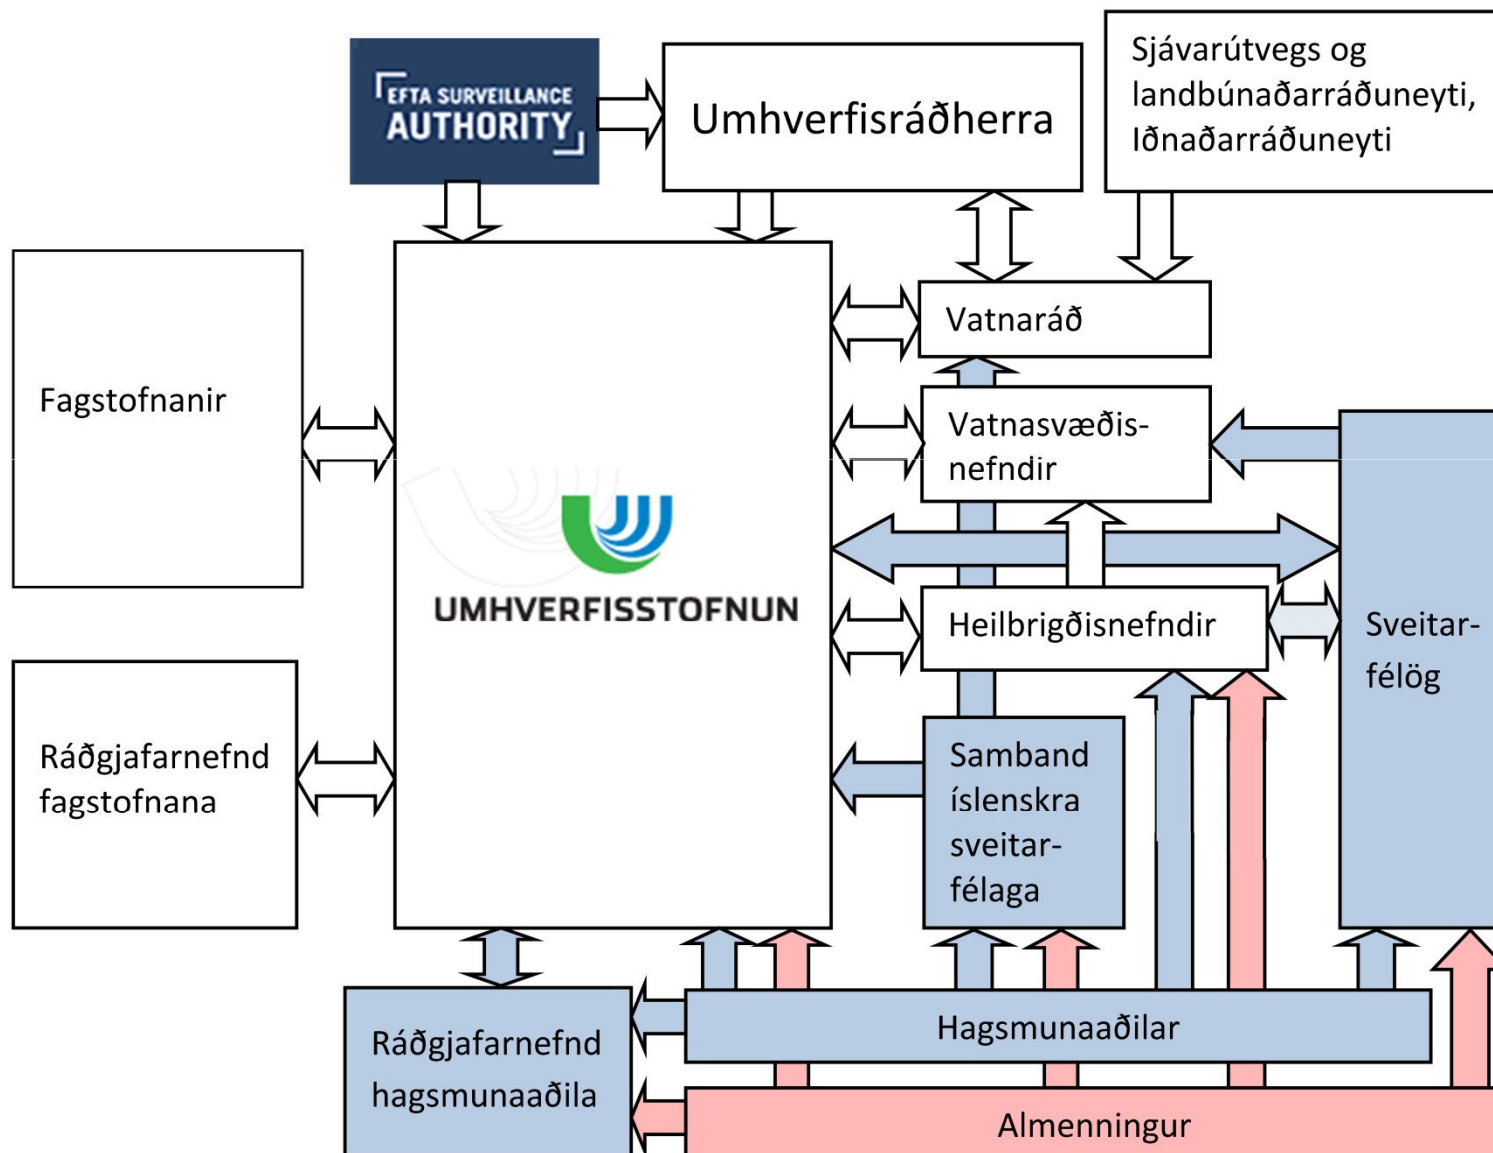 EFTA SURVEILLANCE
AUTHORITY
Umhverfisráðherra
Sjávarútvegs og
landbúnaðarráðuneyti,
Iðnaðarráðuneyti
Fagstofnanir
Vatnaráð
Vatnasvæðis-
nefndir
UMHVERFISSTOFNUN
Heilbrigðisnefndir
Sveitar-
félög
Ráðgjafarnefnd
fagstofnana
Samband
íslenskra
sveitar-
félaga
Ráðgjafarnefnd
hagsmunaaðila
Hagsmunaaðilar
Almenningur